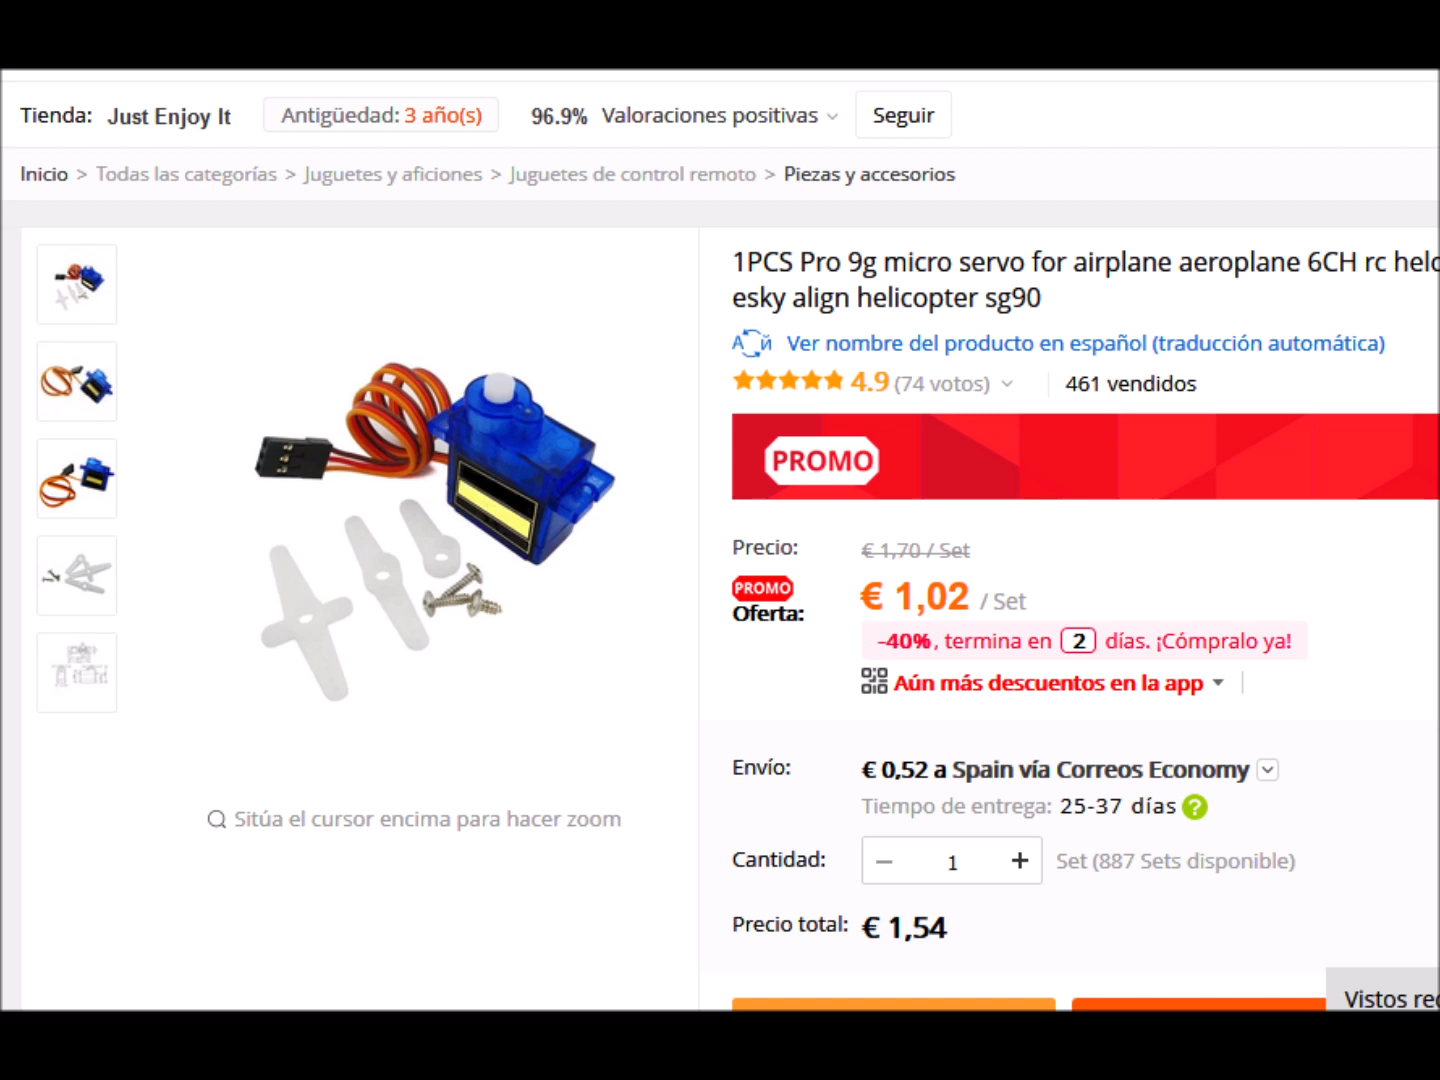 Tienda: Just Enjoy It Antigüedad: 3 año(s) 96.9% Valoraciones positivas Seguir
Inicio > Todas las categorías > Juguetes y aficiones > Juguetes de control remoto > Piezas y accesorios
1PCS Pro 9g micro servo for airplane aeroplane 6CH rc
esky align helicopter sg90
Ver nombre del producto en español (traducción automática)
4.9 (74 votos) 461 vendidos
PROMO
Precio: € 1,70 / Set
PROMO
Oferta: € 1,02 / Set
-40%, termina en 2 días. ¡Cómpralo ya!
Aún más descuentos en la app
Envío: € 0,52 a Spain vía Correos Economy
Tiempo de entrega: 25-37 días ?
Sitúa el cursor encima para hacer zoom
Cantidad: − 1 + Set (887 Sets disponible)
Precio total: € 1,54
Vistos